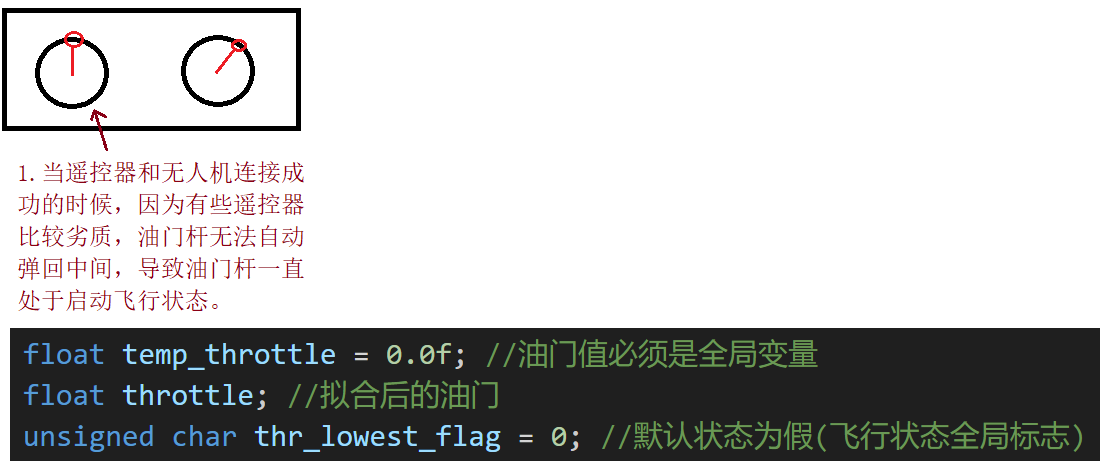 1.当遥控器和无人机连接成
功的时候，因为有些遥控器
比较劣质，油门杆无法自动
弹回中间，导致油门杆一直
处于启动飞行状态。
float temp_throttle = 0.0f; //油门值必须是全局变量
float throttle; //拟合后的油门
unsigned char thr_lowest_flag = 0; //默认状态为假(飞行状态全局标志)